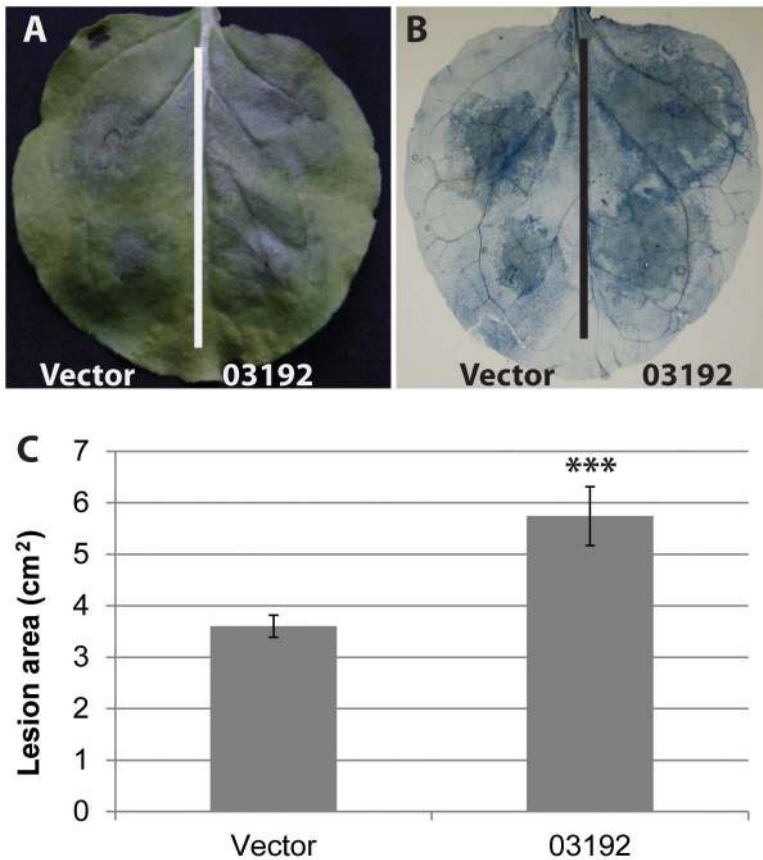 A
B
Vector 03192
Vector 03192
C
Lesion area (cm²)
7
6
5
4
3
2
1
0
***
Vector 03192